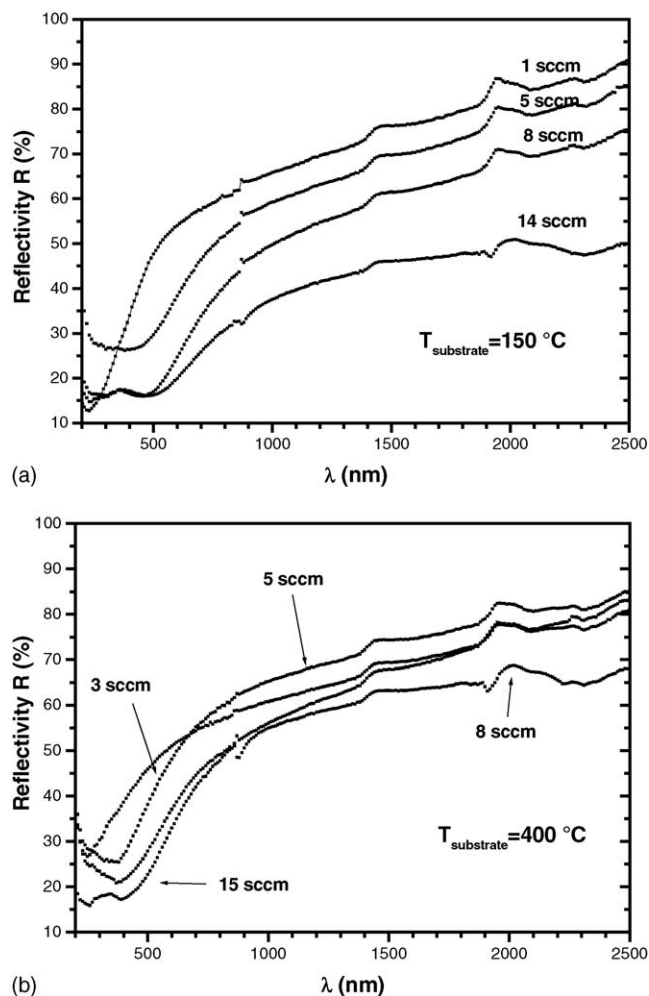 100
90
80
70
60
50
40
30
20
10
Reflectivity R (%)
1 sccm
5 sccm
8 sccm
14 sccm
T substrate=150 °C
500 1000 1500 2000 2500
λ (nm)
(a)
100
90
80
70
60
50
40
30
20
10
Reflectivity R (%)
5 sccm
3 sccm
8 sccm
15 sccm
T substrate=400 °C
500 1000 1500 2000 2500
λ (nm)
(b)